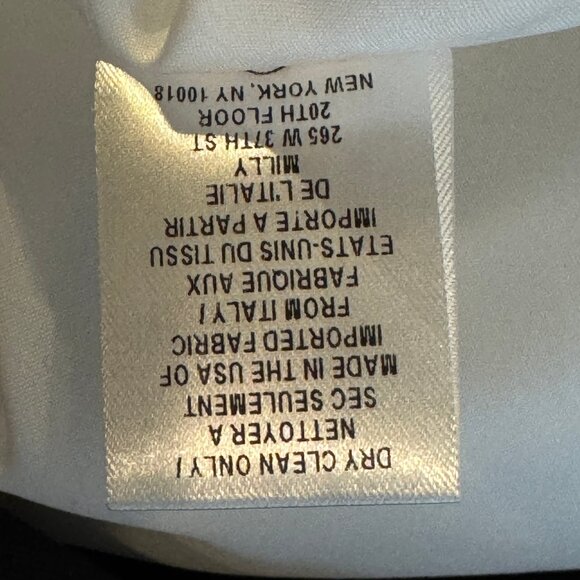 DRY CLEAN ONLY /
NETTOYER A
SEC SEULEMENT
MADE IN THE USA OF
IMPORTED FABRIC
FROM ITALY /
FABRIQUE AUX
ETATS-UNIS DU TISSU
IMPORTE A PARTIR
DE L'ITALIE
MILLY
265 W 37TH ST
20TH FLOOR
NEW YORK, NY 10018